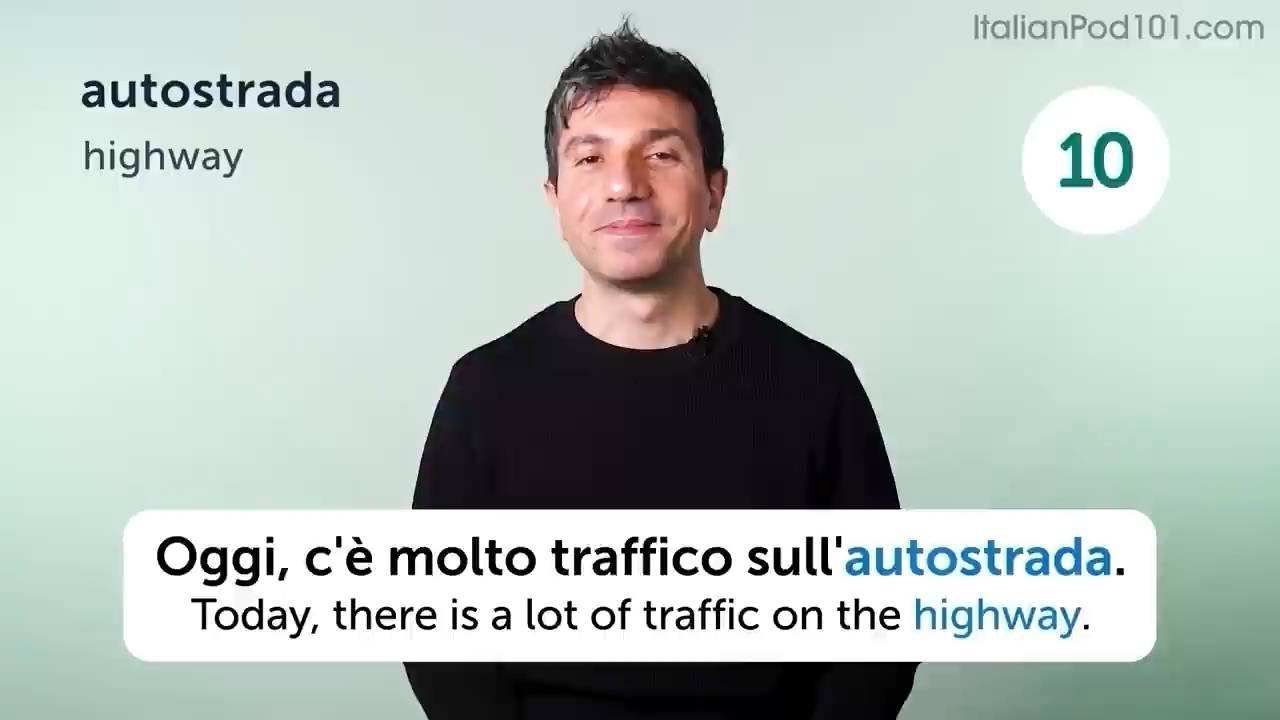 ItalianPod101.com
autostrada
highway
10
Oggi, c'è molto traffico sull'autostrada.
Today, there is a lot of traffic on the highway.